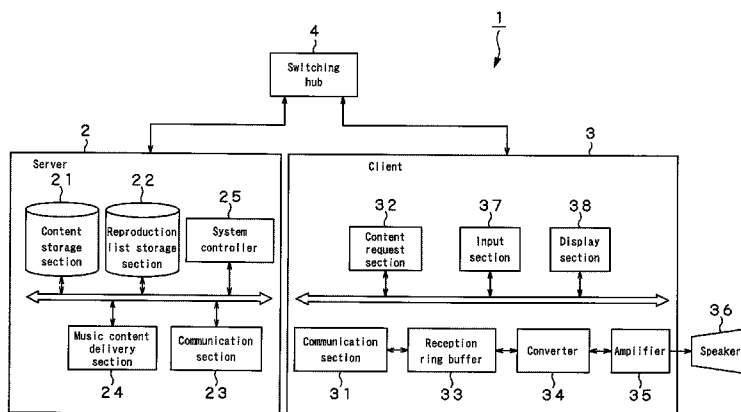 1
4
Switching
hub
2
Server
21
22
25
Content
storage
section
Reproduction
list storage
section
System
controller
Music content
delivery
section
Communication
section
24
23
3
Client
32
37
38
Content
request
section
Input
section
Display
section
36
Communication
section
Reception
ring buffer
Converter
Amplifier
Speaker
31
33
34
35